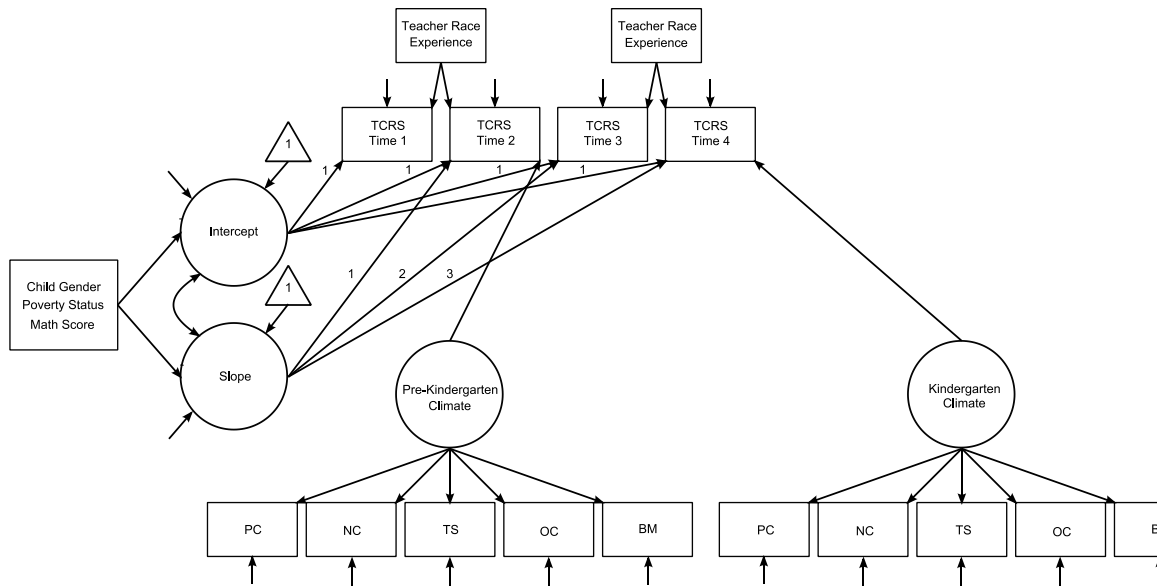 Teacher Race
Experience
Teacher Race
Experience
TCRS
Time 1
TCRS
Time 2
TCRS
Time 3
TCRS
Time 4
1
1
1
1
1
Intercept
Child Gender
Poverty Status
Math Score
1
1
2
3
Slope
Pre-Kindergarten
Climate
Kindergarten
Climate
PC
NC
TS
OC
BM
PC
NC
TS
OC